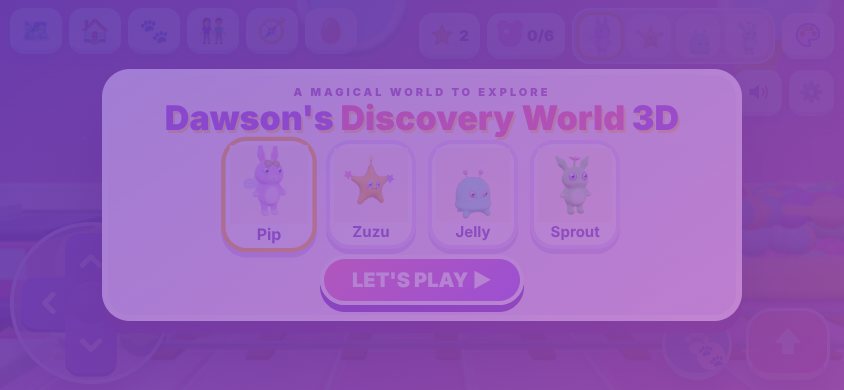 2
0/6
A MAGICAL WORLD TO EXPLORE
Dawson's Discovery World 3D
Pip
Zuzu
Jelly
Sprout
LET'S PLAY ▶